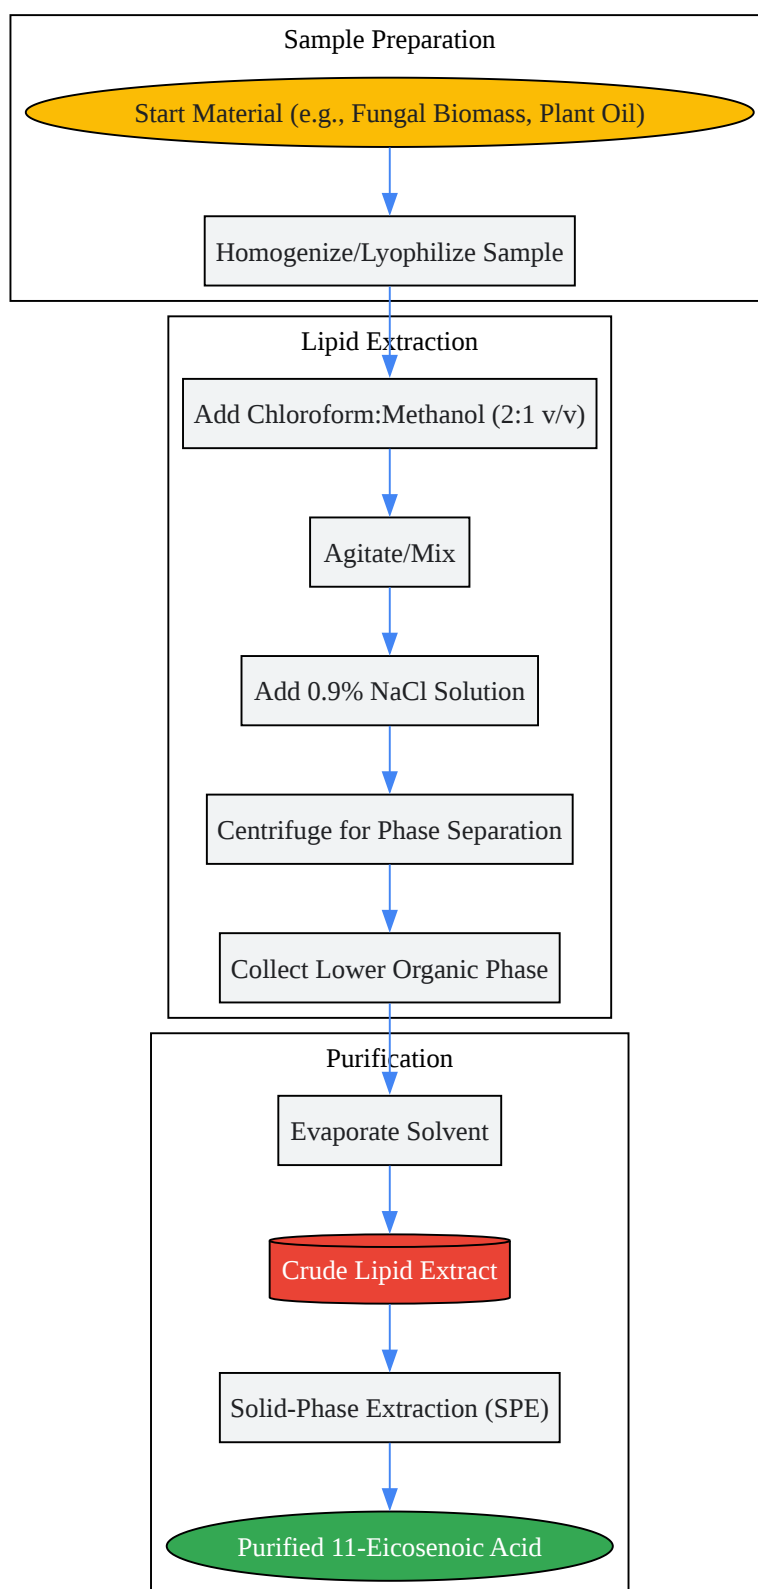 Sample Preparation
Start Material (e.g., Fungal Biomass, Plant Oil)
Homogenize/Lyophilize Sample
Lipid Extraction
Add Chloroform:Methanol (2:1 v/v)
Agitate/Mix
Add 0.9% NaCl Solution
Centrifuge for Phase Separation
Collect Lower Organic Phase
Purification
Evaporate Solvent
Crude Lipid Extract
Solid-Phase Extraction (SPE)
Purified 11-Eicosenoic Acid